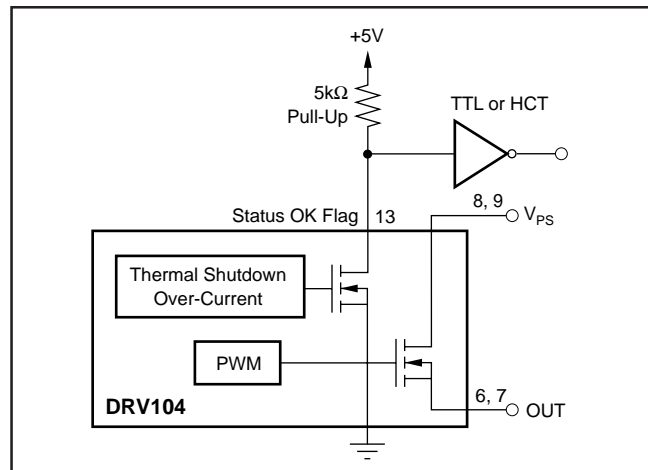 +5V
5kΩ
Pull-Up
TTL or HCT
Status OK Flag
13
8, 9
VPS
Thermal Shutdown
Over-Current
PWM
DRV104
6, 7
OUT